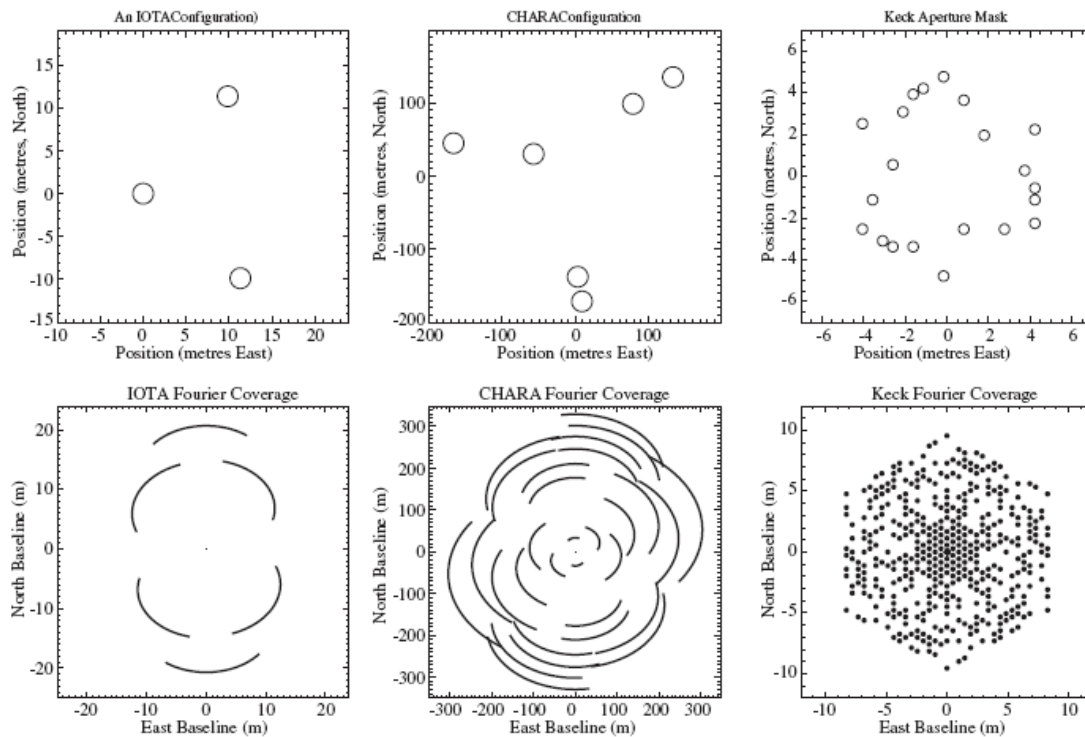 An IOTAConfiguration)
CHARAConfiguration
Keck Aperture Mask
Position (metres, North)
15
10
5
0
-5
-10
-15
-10 -5 0 5 10 15 20
Position (metres East)
Position (metres, North)
100
0
-100
-200
-200 -100 0 100
Position (metres East)
Position (metres, North)
6
4
2
0
-2
-4
-6
-6 -4 -2 0 2 4 6
Position (metres East)
IOTA Fourier Coverage
CHARA Fourier Coverage
Keck Fourier Coverage
North Baseline (m)
20
10
0
-10
-20
-20 -10 0 10 20
East Baseline (m)
North Baseline (m)
300
200
100
0
-100
-200
-300
-300 -200 -100 0 100 200 300
East Baseline (m)
North Baseline (m)
10
5
0
-5
-10
-10 -5 0 5 10
East Baseline (m)